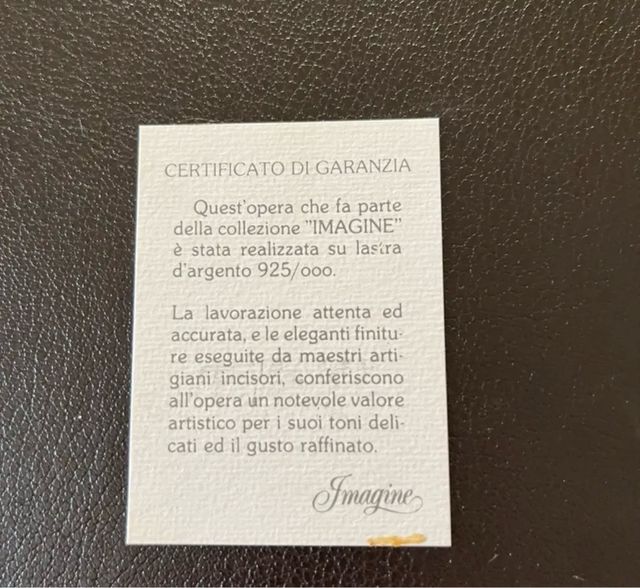 CERTIFICATO DI GARANZIA
Quest'opera che fa parte
della collezione "IMAGINE"
è stata realizzata su lastra
d'argento 925/ooo.
La lavorazione attenta ed
accurata, e le eleganti finitu-
re eseguite da maestri arti-
giani incisori, conferiscono
all'opera un notevole valore
artistico per i suoi toni deli-
cati ed il gusto raffinato.
Imagine